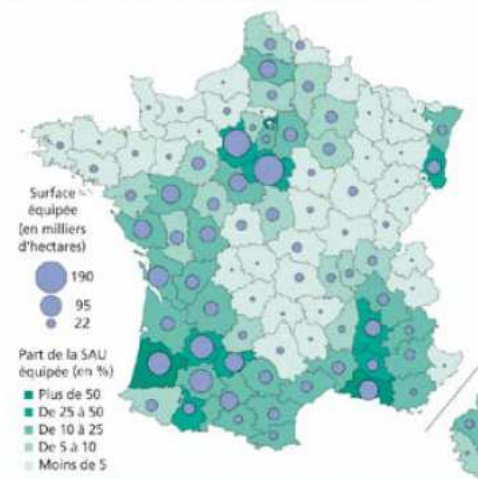 Surface
équipée
(en milliers
d'hectares)
190
95
22
Part de la SAU
équipée (en %)
Plus de 50
De 25 à 50
De 10 à 25
De 5 à 10
Moins de 5